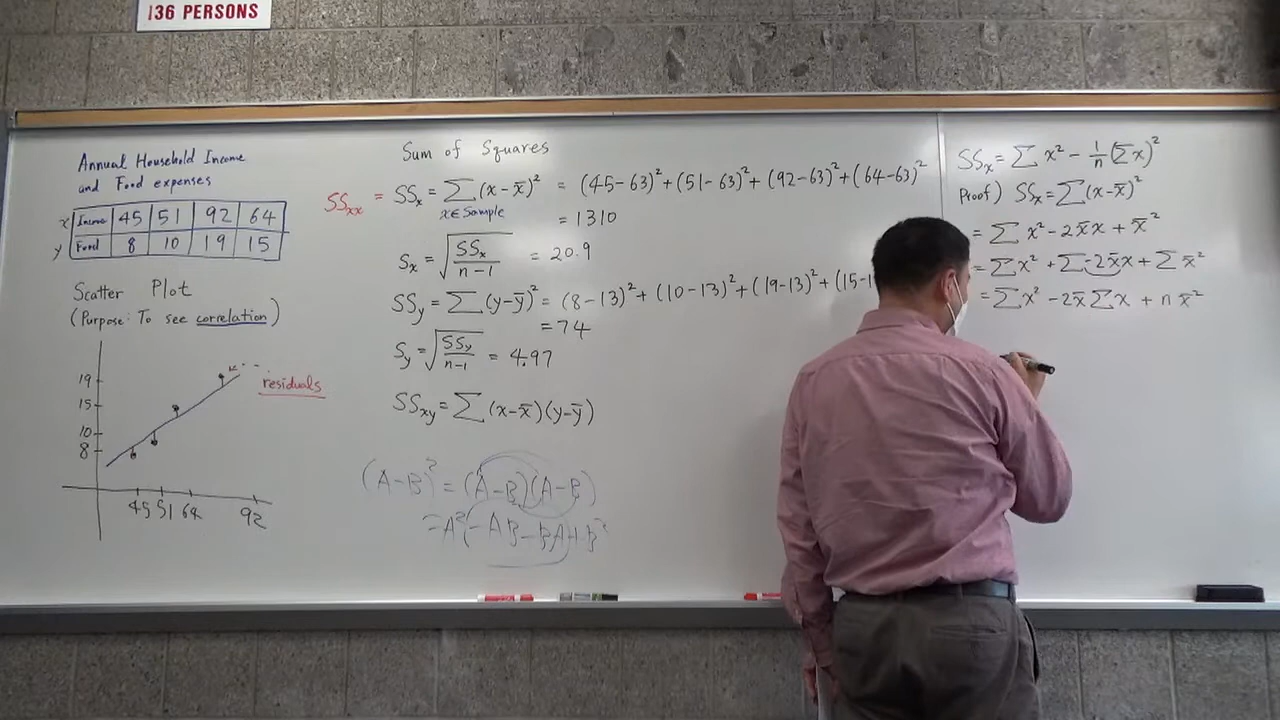 136 PERSONS
Annual Household Income
and Food expenses
x Income 45 51 92 64
y Food 8 10 19 15
Scatter Plot
(Purpose: To see correlation)
19
15
10
8
45 51 64 92
residuals
Sum of Squares
SSxx = SSx = ∑ (x-x̄)² = (45-63)²+(51-63)²+(92-63)²+(64-63)²
x∈Sample
= 1310
Sx = √(SSx/(n-1)) = 20.9
SSy = ∑ (y-ȳ)² = (8-13)²+(10-13)²+(19-13)²+(15-1
= 74
Sy = √(SSy/(n-1)) = 4.97
SSxy = ∑ (x-x̄)(y-ȳ)
(A-B)² = (A-B)(A-B)
= A² - AB - BA + B²
SSx = ∑ x² - 1/n (∑x)²
Proof) SSx = ∑(x-x̄)²
= ∑ x² - 2x̄x + x̄²
= ∑x² + ∑-2x̄x + ∑ x̄²
= ∑x² - 2x̄∑x + n x̄²